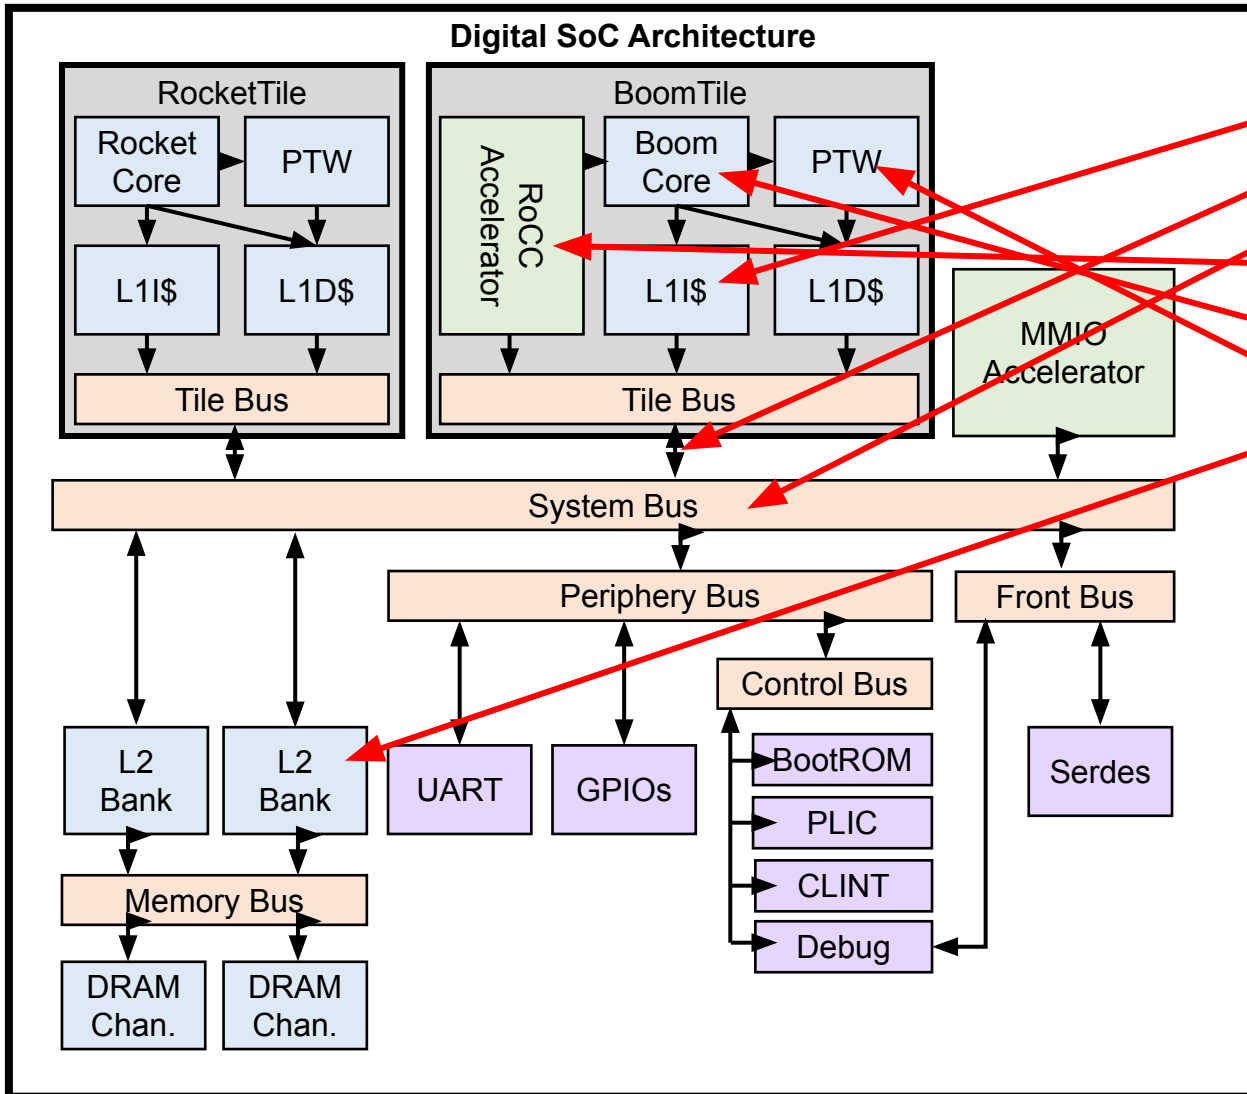 Digital SoC Architecture
RocketTile
Rocket
Core
PTW
L1I$
L1D$
Tile Bus
BoomTile
RoCC
Accelerator
Boom
Core
PTW
L1I$
L1D$
Tile Bus
MMIO
Accelerator
System Bus
Periphery Bus
Front Bus
Control Bus
L2
Bank
L2
Bank
UART
GPIOs
BootROM
PLIC
CLINT
Debug
Serdes
Memory Bus
DRAM
Chan.
DRAM
Chan.